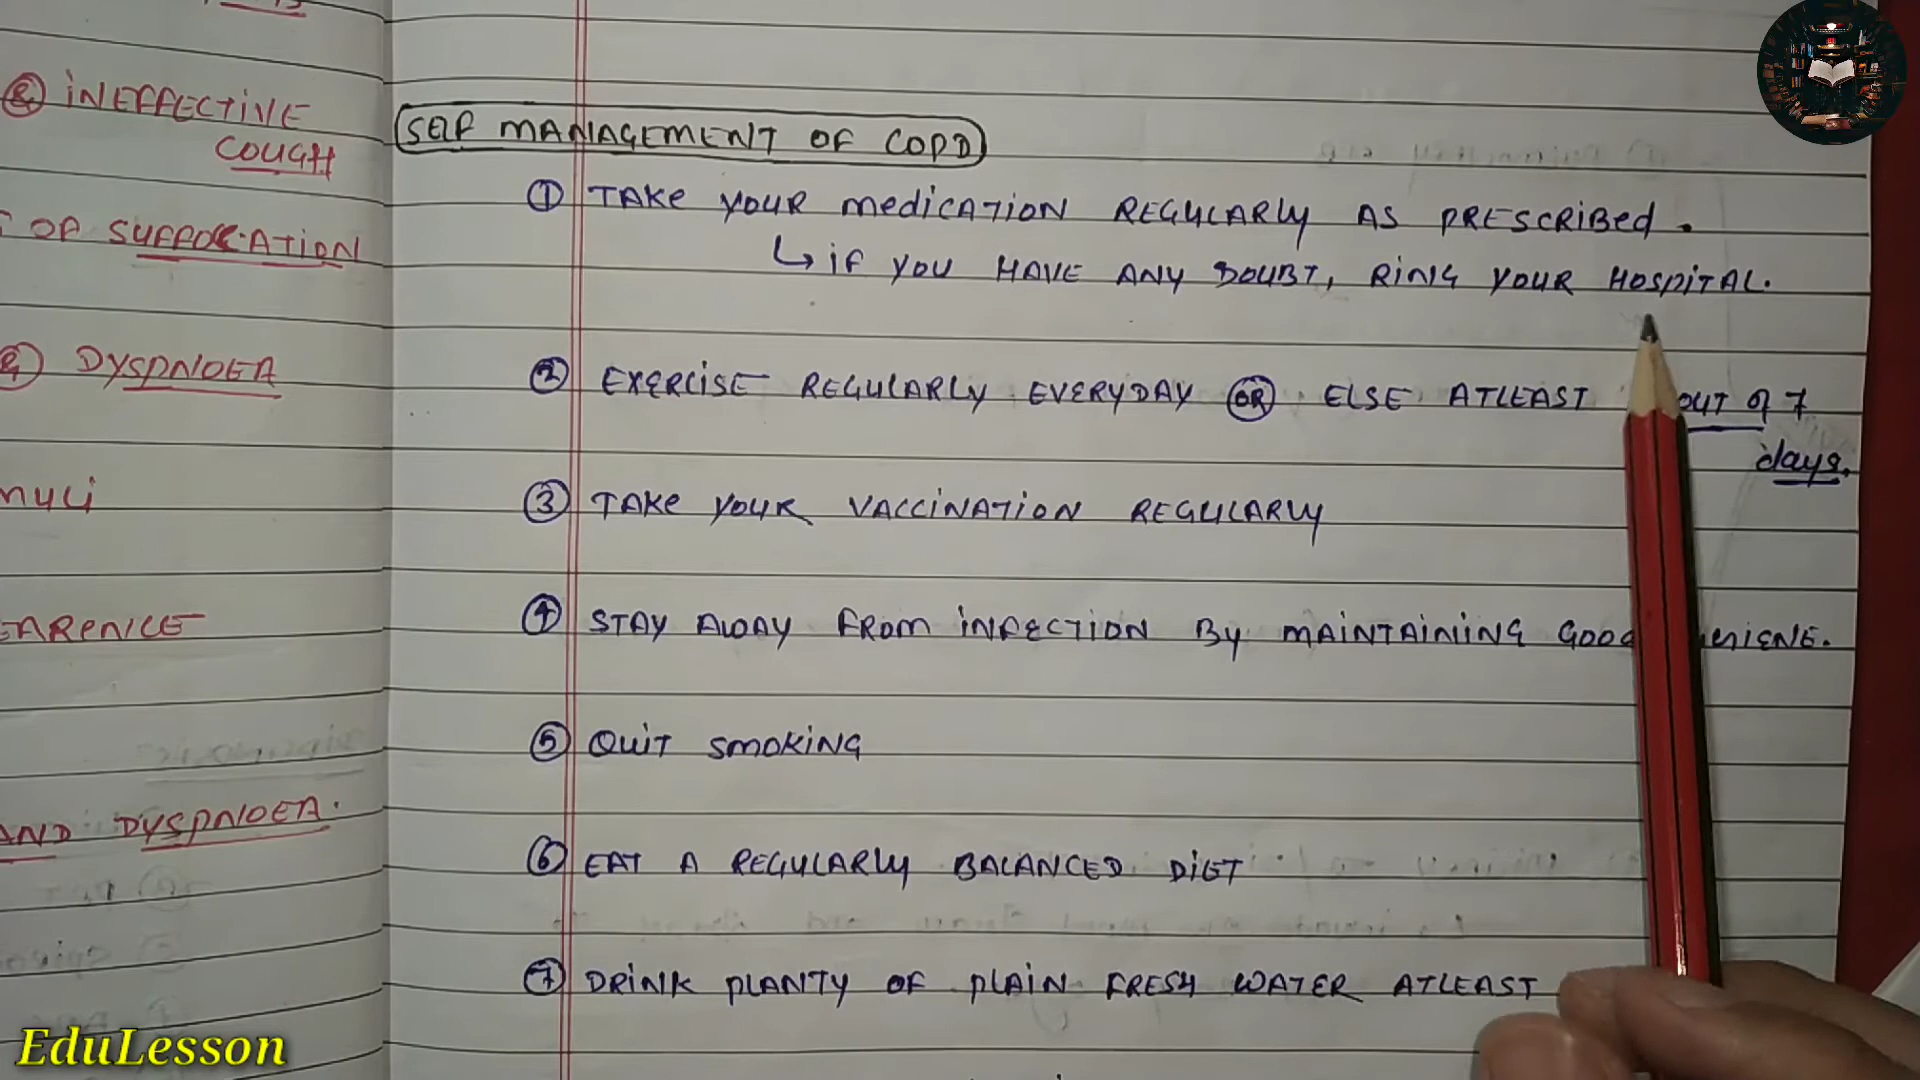 ② INEFFECTIVE
COUGH
OF SUFFOCATION
④ DYSPNOEA
AND DYSPNOEA.
SELF MANAGEMENT OF COPD
① TAKE YOUR MEDICATION REGULARLY AS PRESCRIBED.
↳ IF YOU HAVE ANY DOUBT, RING YOUR HOSPITAL.
② EXERCISE REGULARLY EVERYDAY OR ELSE ATLEAST OUT of 7
days.
③ TAKE YOUR VACCINATION REGULARLY
④ STAY AWAY FROM INFECTION BY MAINTAINING GOOD
⑤ QUIT SMOKING
⑥ EAT A REGULARLY BALANCED DIET
⑦ DRINK PLANTY OF PLAIN FRESH WATER ATLEAST
EduLesson